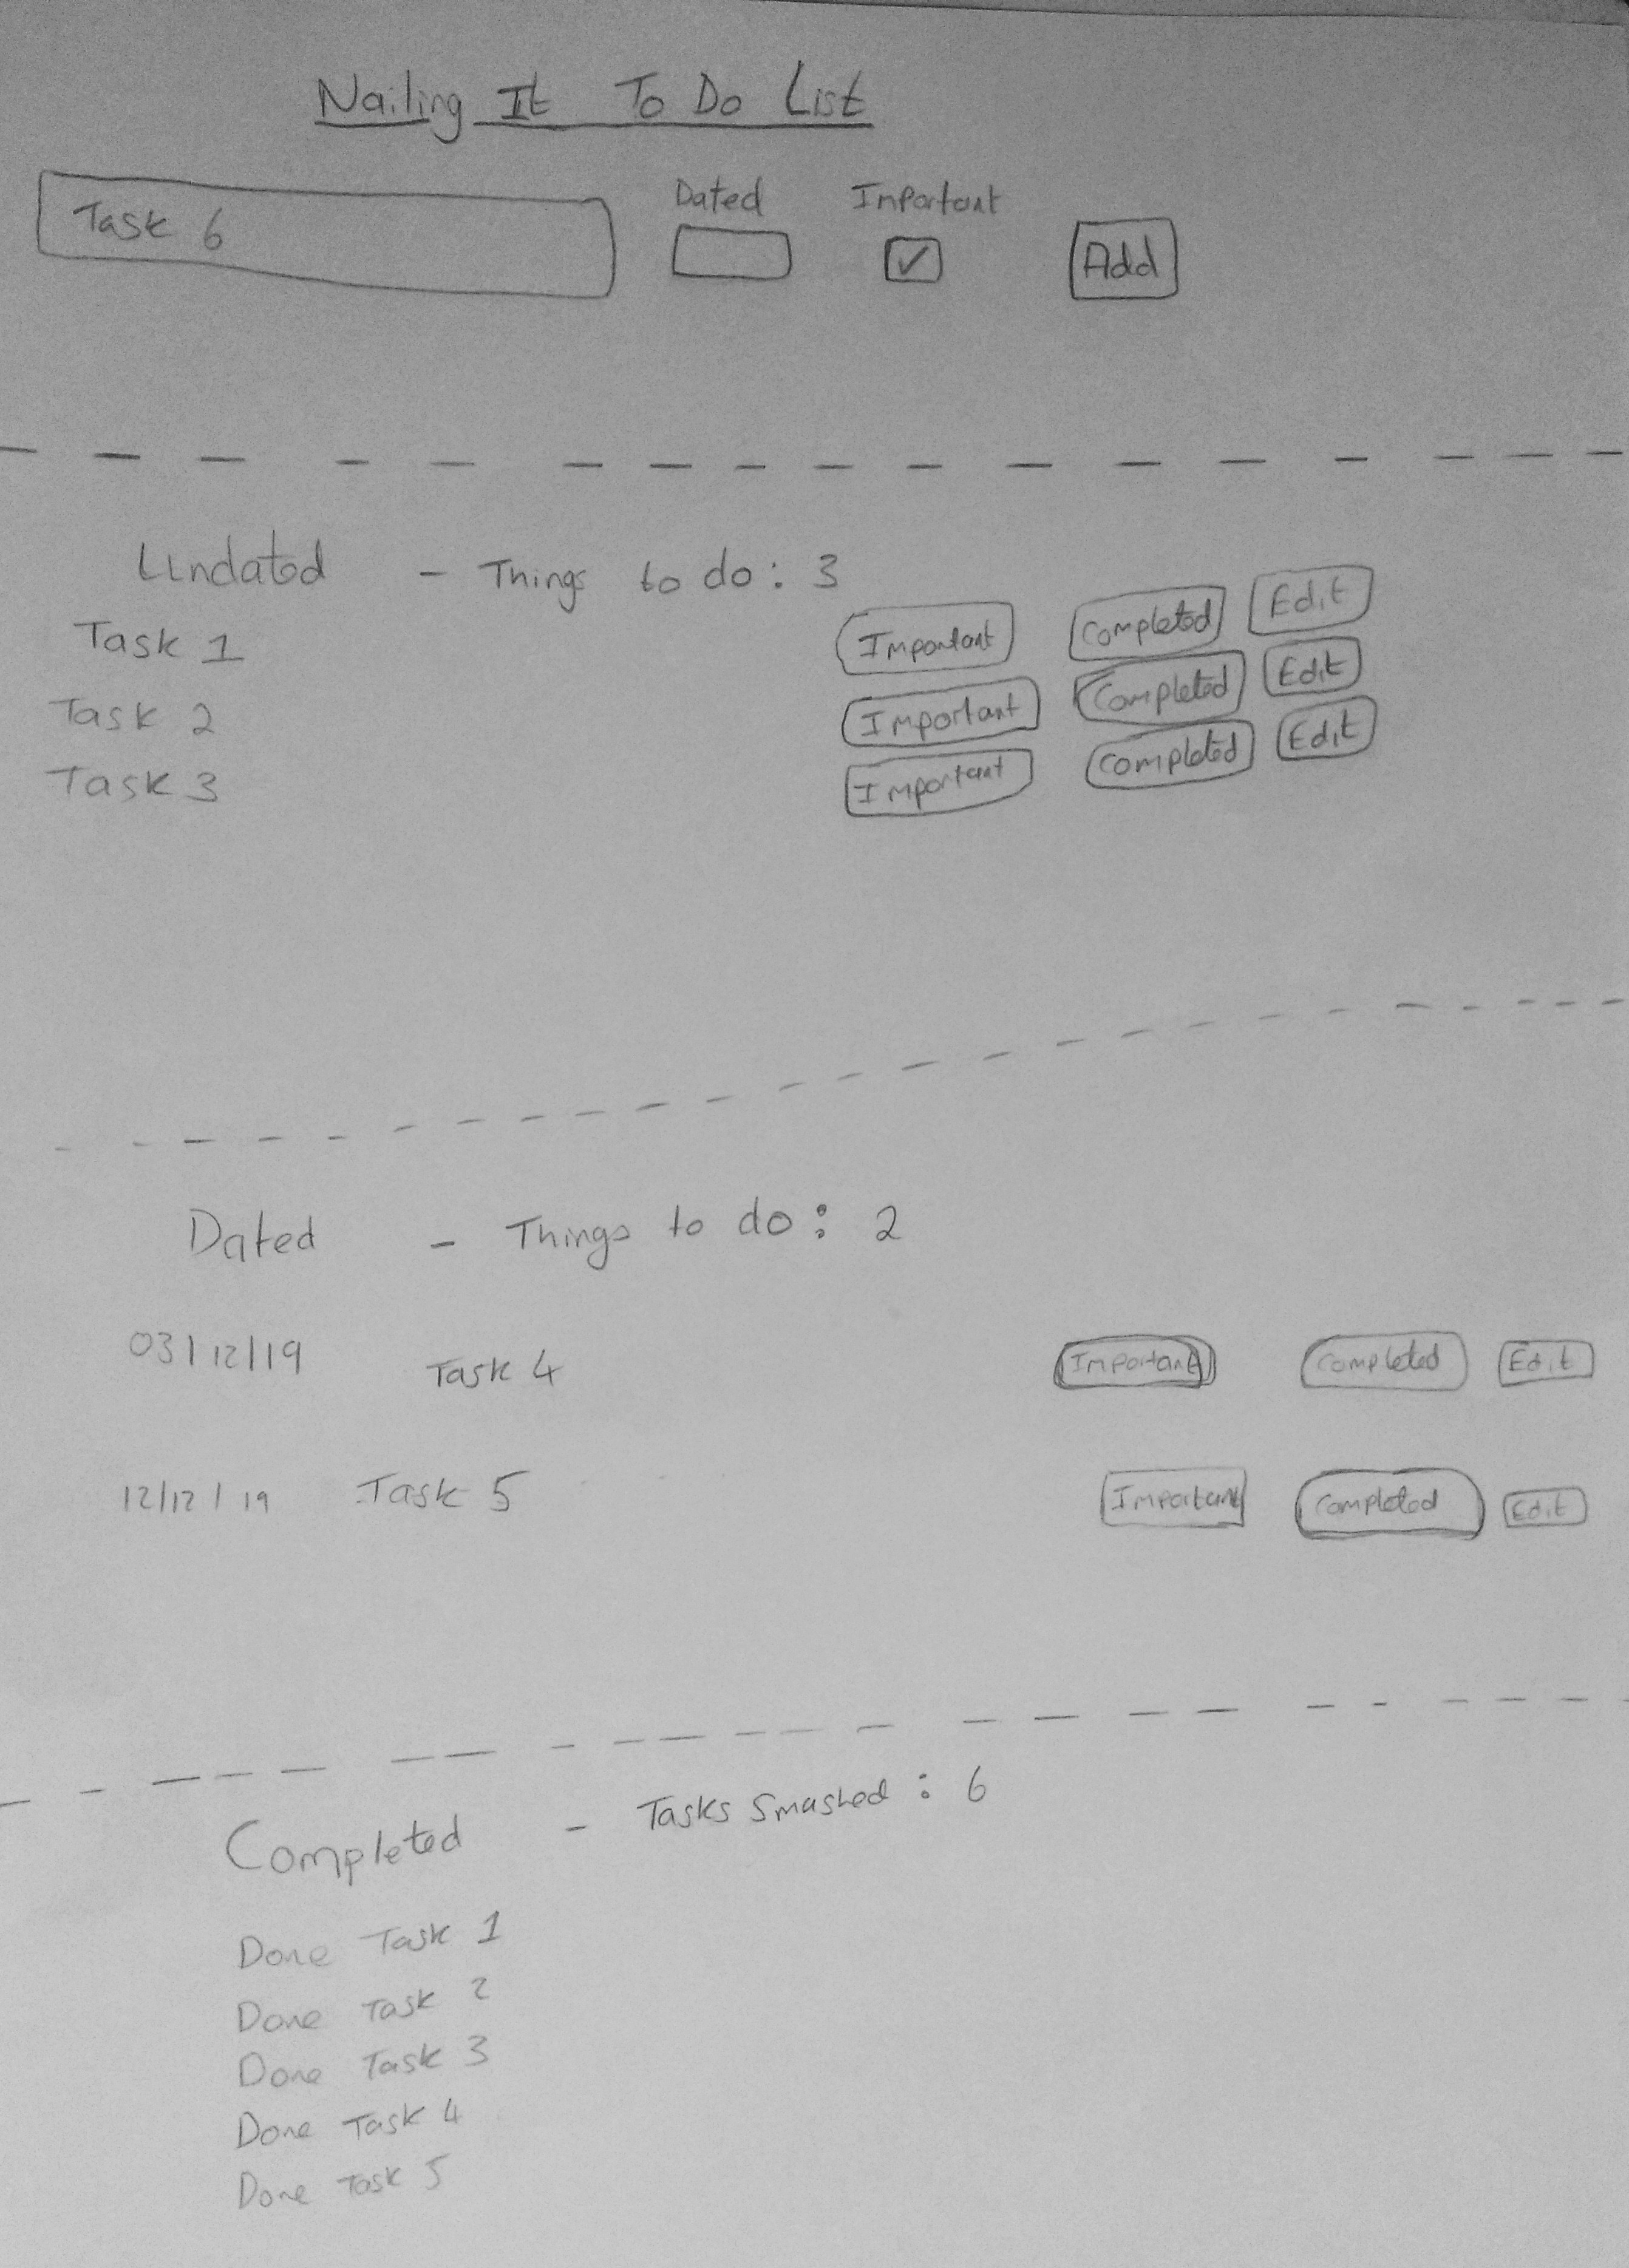 Nailing It To Do List
Dated Important
Task 6 ✓ Add
Undated - Things to do: 3
Task 1 Important Completed Edit
Task 2 Important Completed Edit
Task 3 Important Completed Edit
Dated - Things to do: 2
03/12/19 Task 4 Important Completed Edit
12/12/19 Task 5 Important Completed Edit
Completed - Tasks Smashed: 6
Done Task 1
Done Task 2
Done Task 3
Done Task 4
Done Task 5